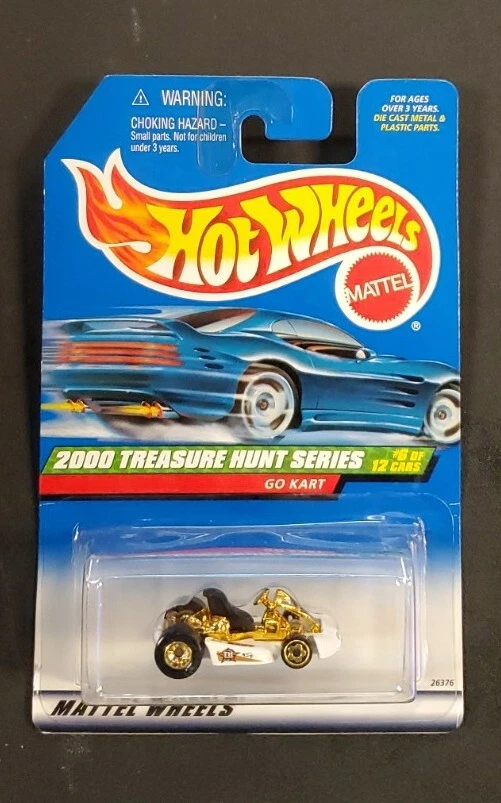 ⚠ WARNING:
CHOKING HAZARD –
Small parts. Not for children
under 3 years.
FOR AGES
OVER 3 YEARS.
DIE CAST METAL &
PLASTIC PARTS.
HOT WHEELS
MATTEL
®
2000 TREASURE HUNT SERIES
#6 OF
12 CARS
GO KART
TH
26376
MATTEL WHEELS